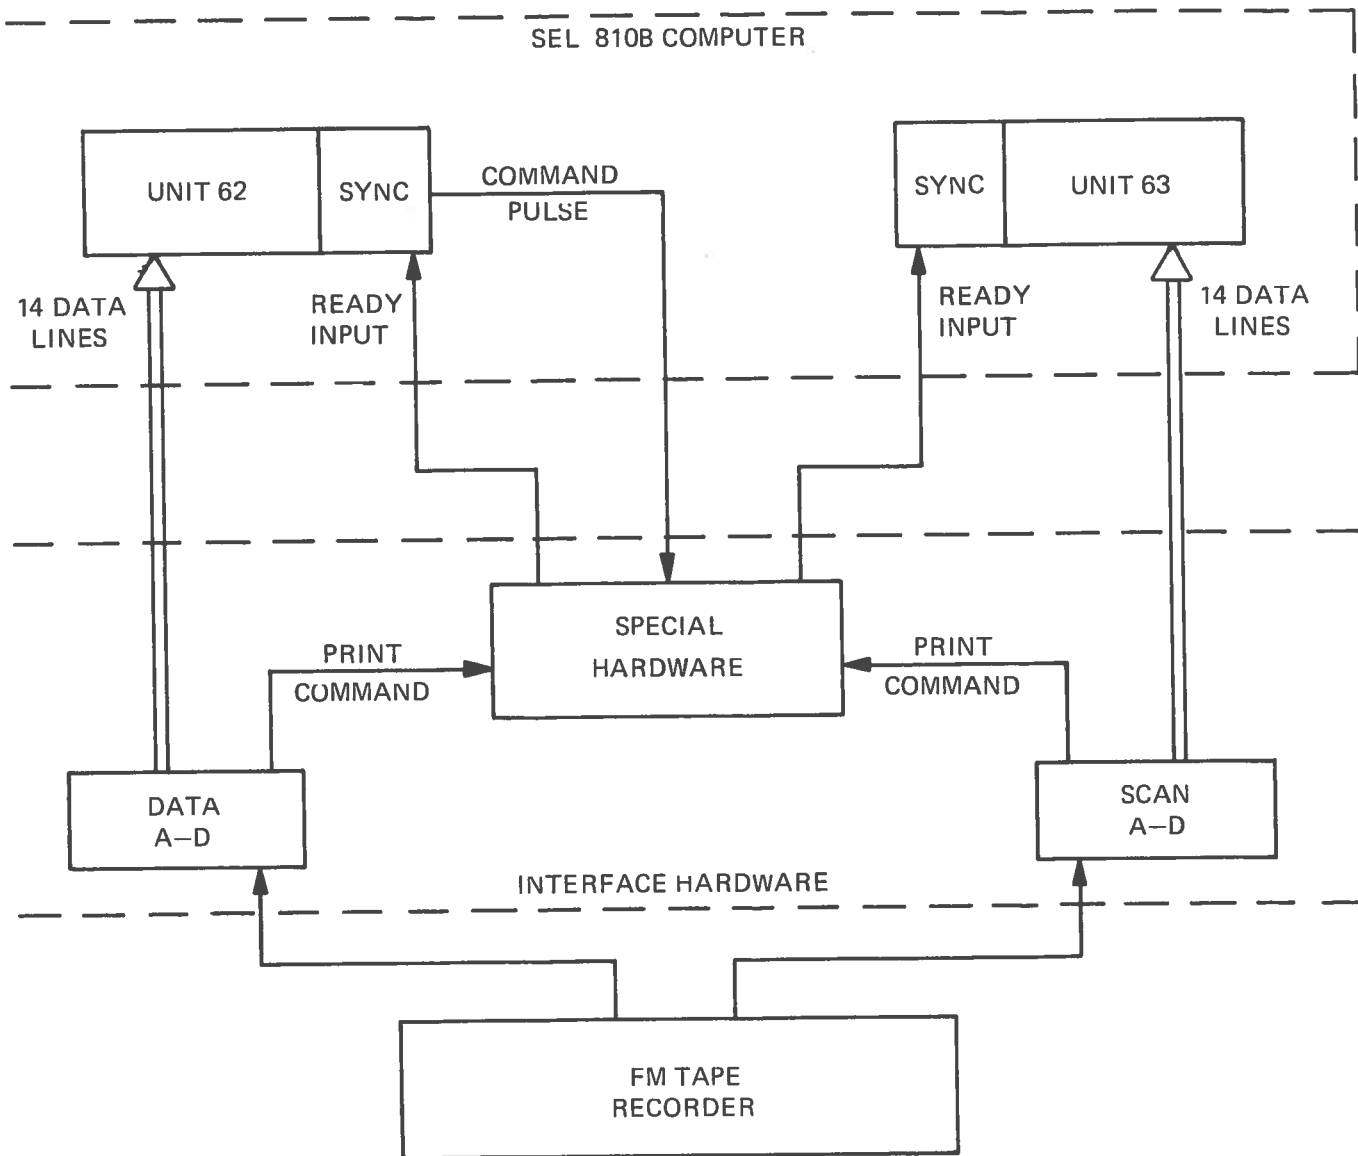 SEL 810B COMPUTER
UNIT 62
SYNC
COMMAND
PULSE
SYNC
UNIT 63
14 DATA
LINES
READY
INPUT
READY
INPUT
14 DATA
LINES
SPECIAL
HARDWARE
PRINT
COMMAND
PRINT
COMMAND
DATA
A–D
SCAN
A–D
INTERFACE HARDWARE
FM TAPE
RECORDER